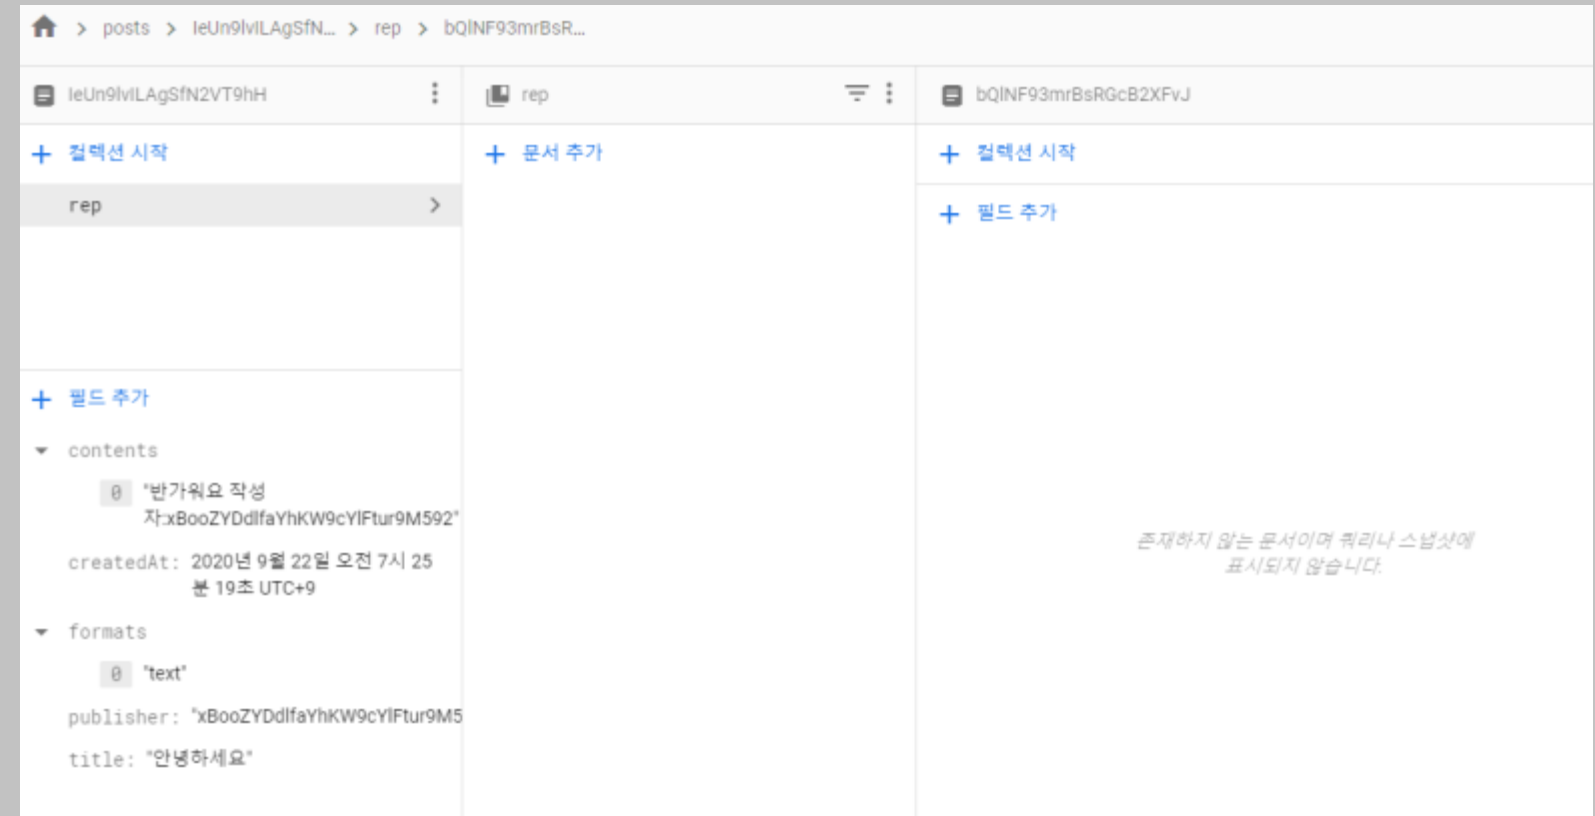 posts > IeUn9lvILAgSfN... > rep > bQlNF93mrBsR...
IeUn9lvILAgSfN2VT9hH
rep
bQlNF93mrBsRGcB2XFvJ
+ 컬렉션 시작
+ 문서 추가
+ 컬렉션 시작
rep
+ 필드 추가
+ 필드 추가
contents
0 "반가워요 작성
자:xBooZYDdlfaYhKW9cYlFtur9M592"
createdAt: 2020년 9월 22일 오전 7시 25
분 19초 UTC+9
formats
0 "text"
publisher: "xBooZYDdlfaYhKW9cYlFtur9M5
title: "안녕하세요"
존재하지 않는 문서이며 쿼리나 스냅샷에
표시되지 않습니다.